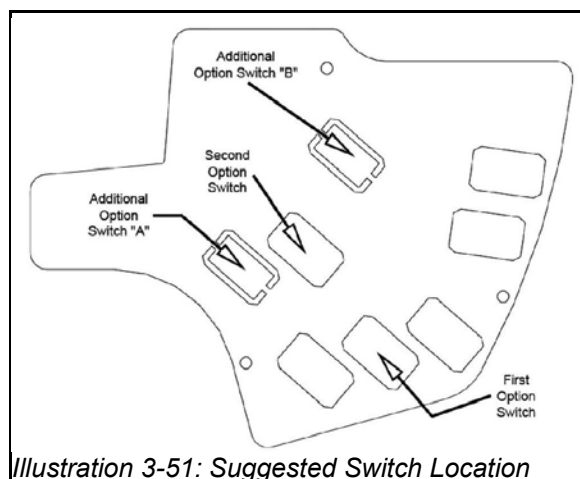 Additional
Option Switch "B"
Second
Option
Switch
Additional
Option
Switch "A"
First
Option
Switch
Illustration 3-51: Suggested Switch Location